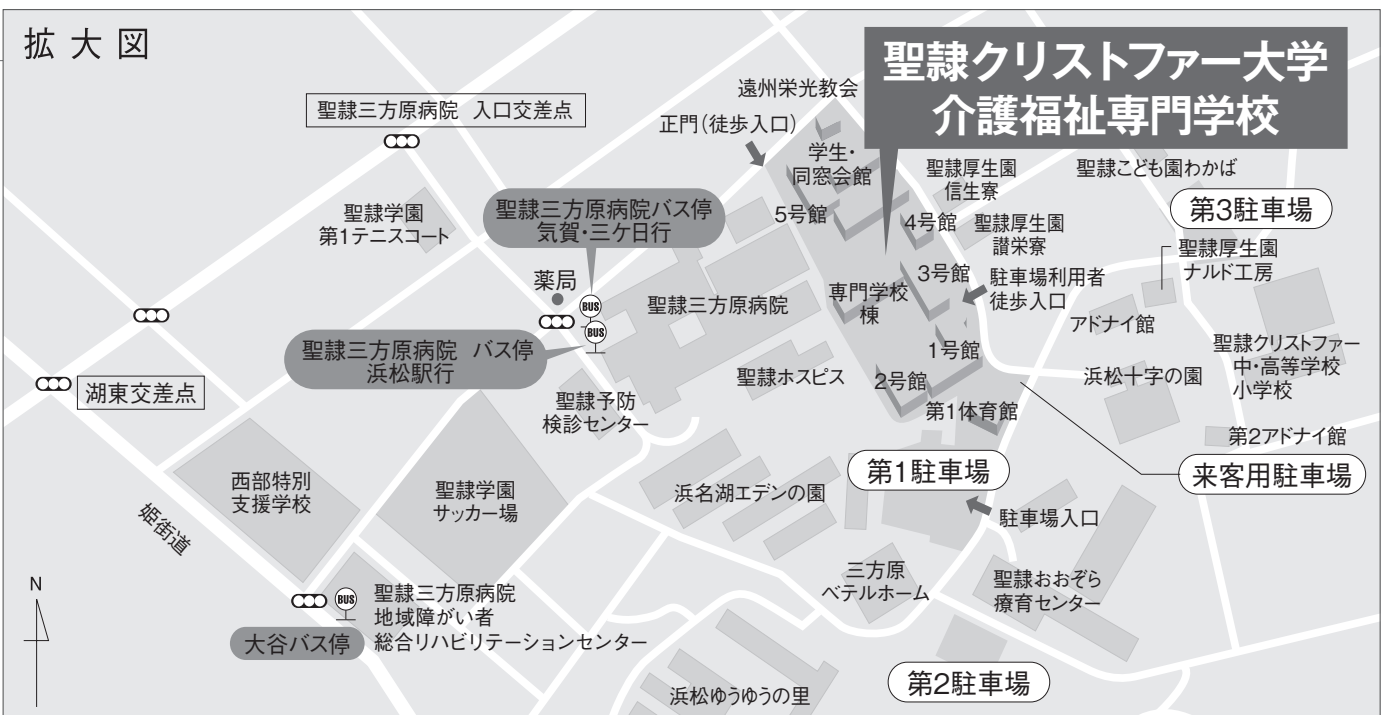 拡大図
聖隷クリストファー大学
介護福祉専門学校
遠州栄光教会
聖隷三方原病院 入口交差点
正門(徒歩入口)
学生・
同窓会館
聖隷厚生園
信生寮
聖隷こども園わかば
第3駐車場
聖隷学園
第1テニスコート
聖隷三方原病院バス停
気賀・三ケ日行
5号館
4号館
聖隷厚生園
讃栄寮
聖隷厚生園
ナルド工房
薬局
BUS
BUS
聖隷三方原病院
専門学校
棟
3号館
駐車場利用者
徒歩入口
アドナイ館
聖隷三方原病院 バス停
浜松駅行
1号館
聖隷クリストファー
中・高等学校
小学校
湖東交差点
聖隷予防
検診センター
聖隷ホスピス
2号館
浜松十字の園
第1体育館
第2アドナイ館
西部特別
支援学校
聖隷学園
サッカー場
浜名湖エデンの園
第1駐車場
来客用駐車場
駐車場入口
姫街道
三方原
ベテルホーム
聖隷おおぞら
療育センター
N
BUS
聖隷三方原病院
地域障がい者
総合リハビリテーションセンター
大谷バス停
浜松ゆうゆうの里
第2駐車場